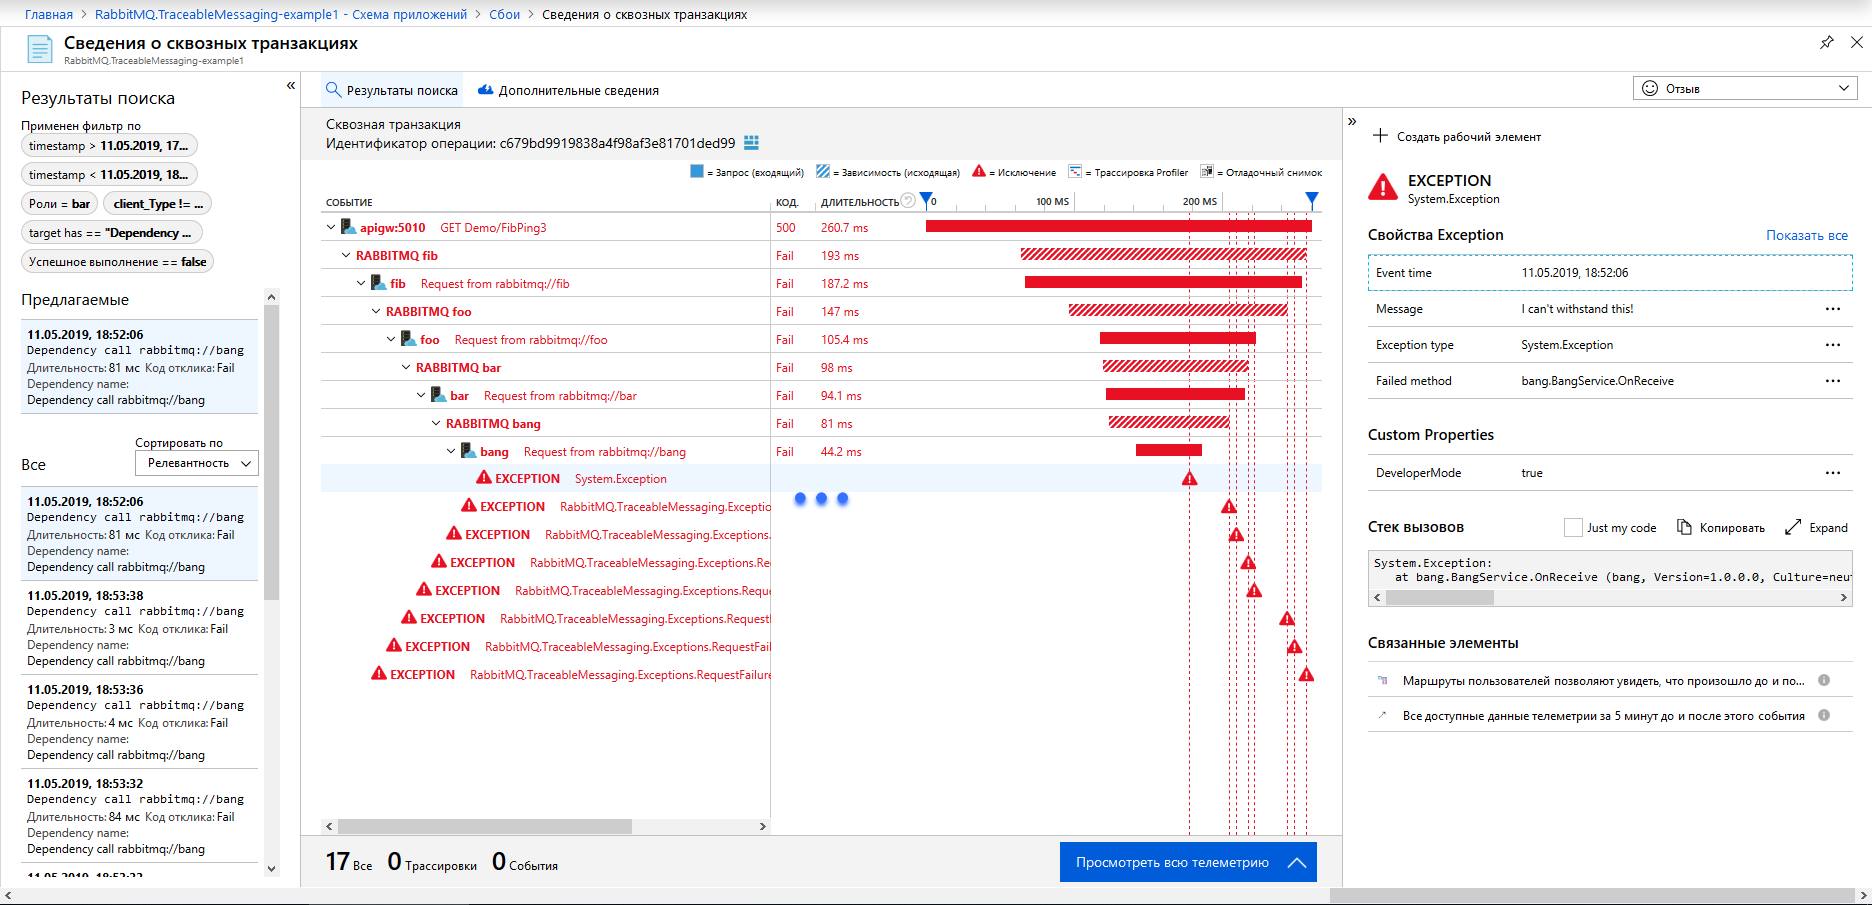 Главная > RabbitMQ.TraceableMessaging-example1 - Схема приложений > Сбои > Сведения о сквозных транзакциях
Сведения о сквозных транзакциях
RabbitMQ.TraceableMessaging-example1
Результаты поиска
Применен фильтр по
timestamp > 11.05.2019, 17...
timestamp < 11.05.2019, 18...
Роли = bar
client_Type != ...
target has == "Dependency ...
Успешное выполнение == false
Предлагаемые
11.05.2019, 18:52:06
Dependency call rabbitmq://bang
Длительность: 81 мс Код отклика: Fail
Dependency name:
Dependency call rabbitmq://bang
Сортировать по
Все
Релевантность
11.05.2019, 18:52:06
Dependency call rabbitmq://bang
Длительность: 81 мс Код отклика: Fail
Dependency name:
Dependency call rabbitmq://bang
11.05.2019, 18:53:38
Dependency call rabbitmq://bang
Длительность: 3 мс Код отклика: Fail
Dependency name:
Dependency call rabbitmq://bang
11.05.2019, 18:53:36
Dependency call rabbitmq://bang
Длительность: 4 мс Код отклика: Fail
Dependency name:
Dependency call rabbitmq://bang
11.05.2019, 18:53:32
Dependency call rabbitmq://bang
Длительность: 84 мс Код отклика: Fail
Dependency name:
Dependency call rabbitmq://bang
Результаты поиска
Дополнительные сведения
Отзыв
Сквозная транзакция
Идентификатор операции: c679bd9919838a4f98af3e81701ded99
= Запрос (входящий) = Зависимость (исходящая) = Исключение = Трассировка Profiler = Отладочный снимок
СОБЫТИЕ КОД. ДЛИТЕЛЬНОСТЬ 0 100 MS 200 MS
apigw:5010 GET Demo/FibPing3 500 260.7 ms
RABBITMQ fib Fail 193 ms
fib Request from rabbitmq://fib Fail 187.2 ms
RABBITMQ foo Fail 147 ms
foo Request from rabbitmq://foo Fail 105.4 ms
RABBITMQ bar Fail 98 ms
bar Request from rabbitmq://bar Fail 94.1 ms
RABBITMQ bang Fail 81 ms
bang Request from rabbitmq://bang Fail 44.2 ms
EXCEPTION System.Exception
EXCEPTION RabbitMQ.TraceableMessaging.Exceptio
EXCEPTION RabbitMQ.TraceableMessaging.Exceptions.
EXCEPTION RabbitMQ.TraceableMessaging.Exceptions.Re
EXCEPTION RabbitMQ.TraceableMessaging.Exceptions.Reque
EXCEPTION RabbitMQ.TraceableMessaging.Exceptions.Request
EXCEPTION RabbitMQ.TraceableMessaging.Exceptions.RequestFail
EXCEPTION RabbitMQ.TraceableMessaging.Exceptions.RequestFailure
17 Все 0 Трассировки 0 События
Просмотреть всю телеметрию
Создать рабочий элемент
EXCEPTION
System.Exception
Свойства Exception
Показать все
Event time 11.05.2019, 18:52:06
Message I can't withstand this! ...
Exception type System.Exception ...
Failed method bang.BangService.OnReceive ...
Custom Properties
DeveloperMode true ...
Стек вызовов
Just my code Копировать Expand
System.Exception:
at bang.BangService.OnReceive (bang, Version=1.0.0.0, Culture=neut
Связанные элементы
Маршруты пользователей позволяют увидеть, что произошло до и по...
Все доступные данные телеметрии за 5 минут до и после этого события